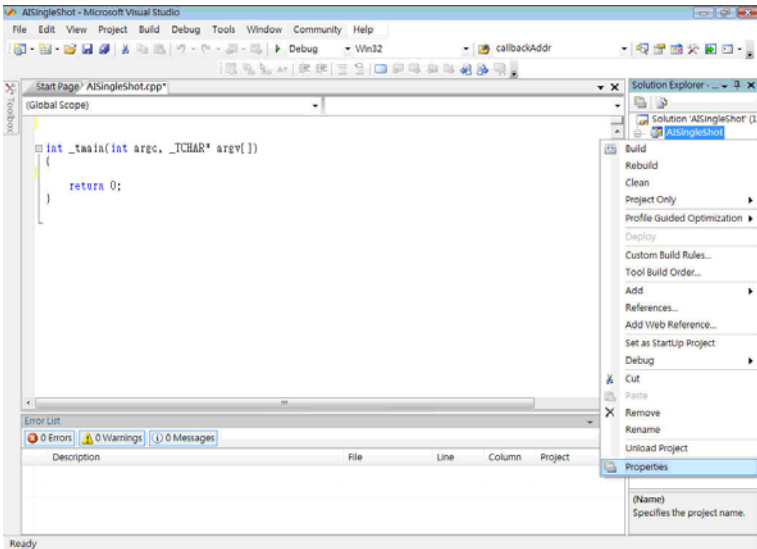 AISingleShot - Microsoft Visual Studio
File Edit View Project Build Debug Tools Window Community Help
Debug Win32 callbackAddr
Toolbox
Start Page AISingleShot.cpp*
(Global Scope)
int _tmain(int argc, _TCHAR* argv[])
{
return 0;
}
Solution Explorer - ...
Solution 'AISingleShot' (1
AISingleShot
Build
Rebuild
Clean
Project Only
Profile Guided Optimization
Deploy
Custom Build Rules...
Tool Build Order...
Add
References...
Add Web Reference...
Set as StartUp Project
Debug
Cut
Paste
Remove
Rename
Unload Project
Properties
Error List
0 Errors 0 Warnings 0 Messages
Description File Line Column Project
(Name)
Specifies the project name.
Ready